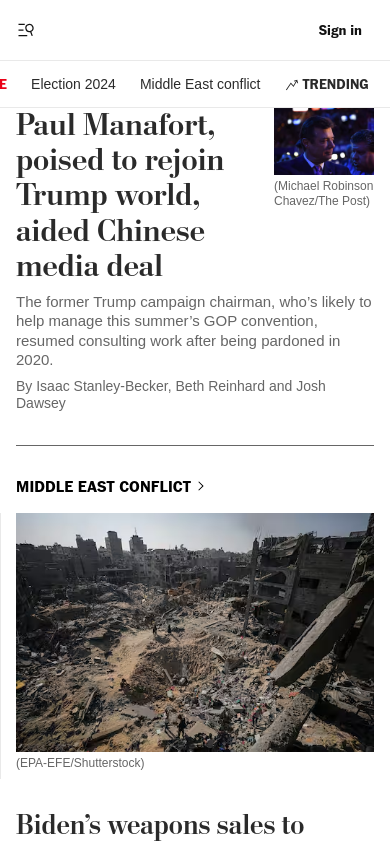 Sign in
E
Election 2024
Middle East conflict
TRENDING
Paul Manafort,
poised to rejoin
Trump world,
aided Chinese
media deal
(Michael Robinson
Chavez/The Post)
The former Trump campaign chairman, who’s likely to
help manage this summer’s GOP convention,
resumed consulting work after being pardoned in
2020.
By Isaac Stanley-Becker, Beth Reinhard and Josh
Dawsey
MIDDLE EAST CONFLICT
(EPA-EFE/Shutterstock)
Biden’s weapons sales to